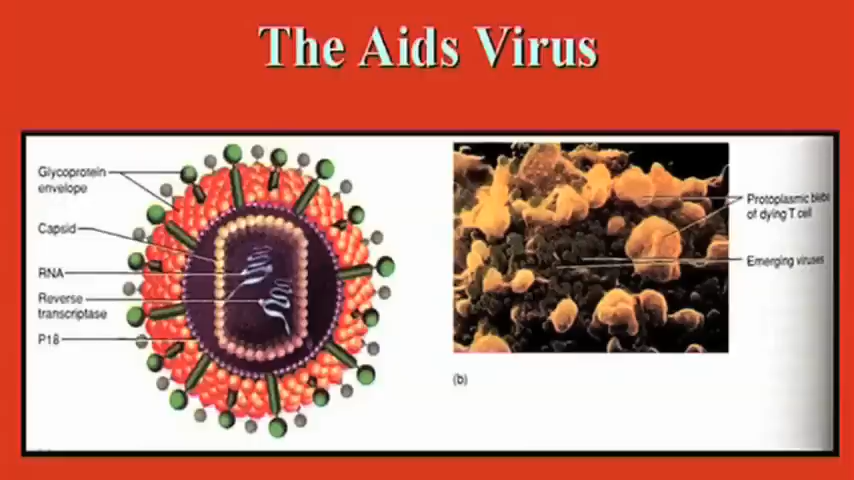 The Aids Virus
Glycoprotein
envelope
Capsid
RNA
Reverse
transcriptase
P18
Protoplasmic blebs
of dying T cell
Emerging viruses
(b)